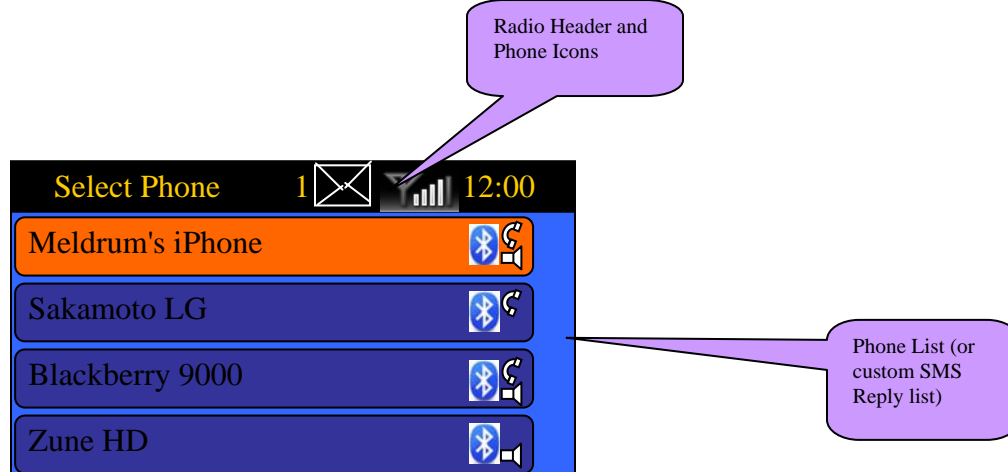 Radio Header and
Phone Icons
Select Phone 1 12:00
Meldrum's iPhone
Sakamoto LG
Blackberry 9000
Zune HD
Phone List (or
custom SMS
Reply list)